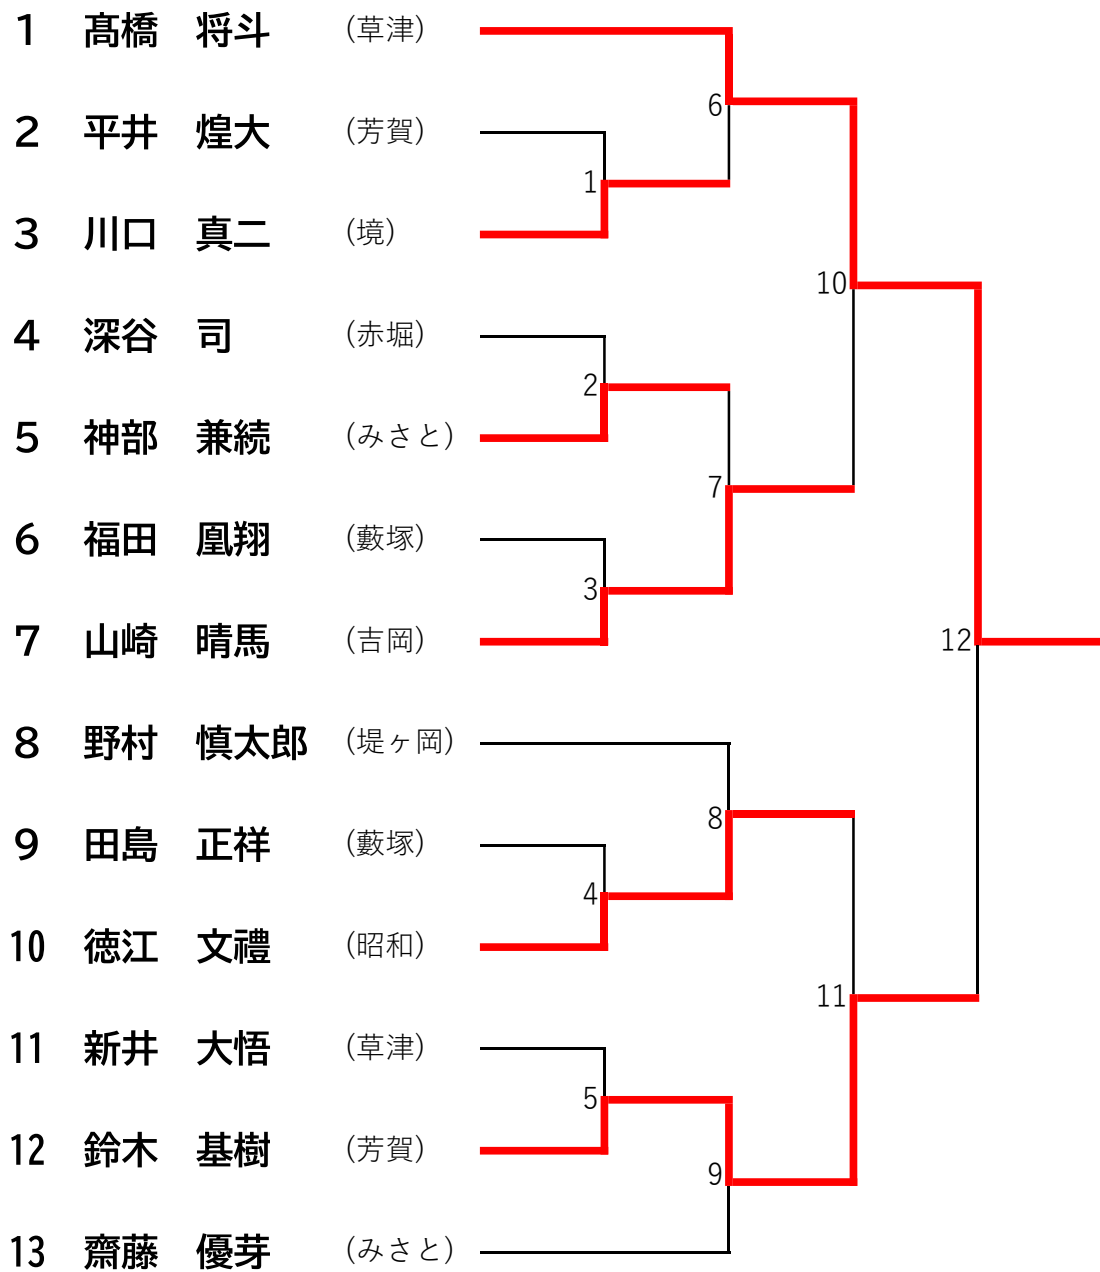 1 髙橋 将斗 (草津)
6
2 平井 煌大 (芳賀)
1
3 川口 真二 (境)
10
4 深谷 司 (赤堀)
2
5 神部 兼続 (みさと)
7
6 福田 凰翔 (藪塚)
3
7 山崎 晴馬 (吉岡)
12
8 野村 慎太郎 (堤ヶ岡)
8
9 田島 正祥 (藪塚)
4
10 徳江 文禮 (昭和)
11
11 新井 大悟 (草津)
5
12 鈴木 基樹 (芳賀)
9
13 齋藤 優芽 (みさと)